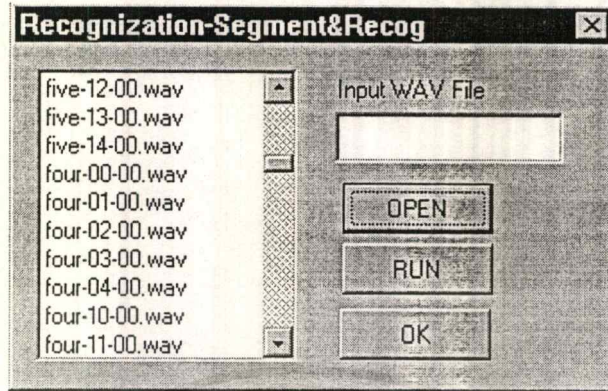 Recognization-Segment&Recog
five-12-00.wav
five-13-00.wav
five-14-00.wav
four-00-00.wav
four-01-00.wav
four-02-00.wav
four-03-00.wav
four-04-00.wav
four-10-00.wav
four-11-00.wav
Input WAV File
OPEN
RUN
OK